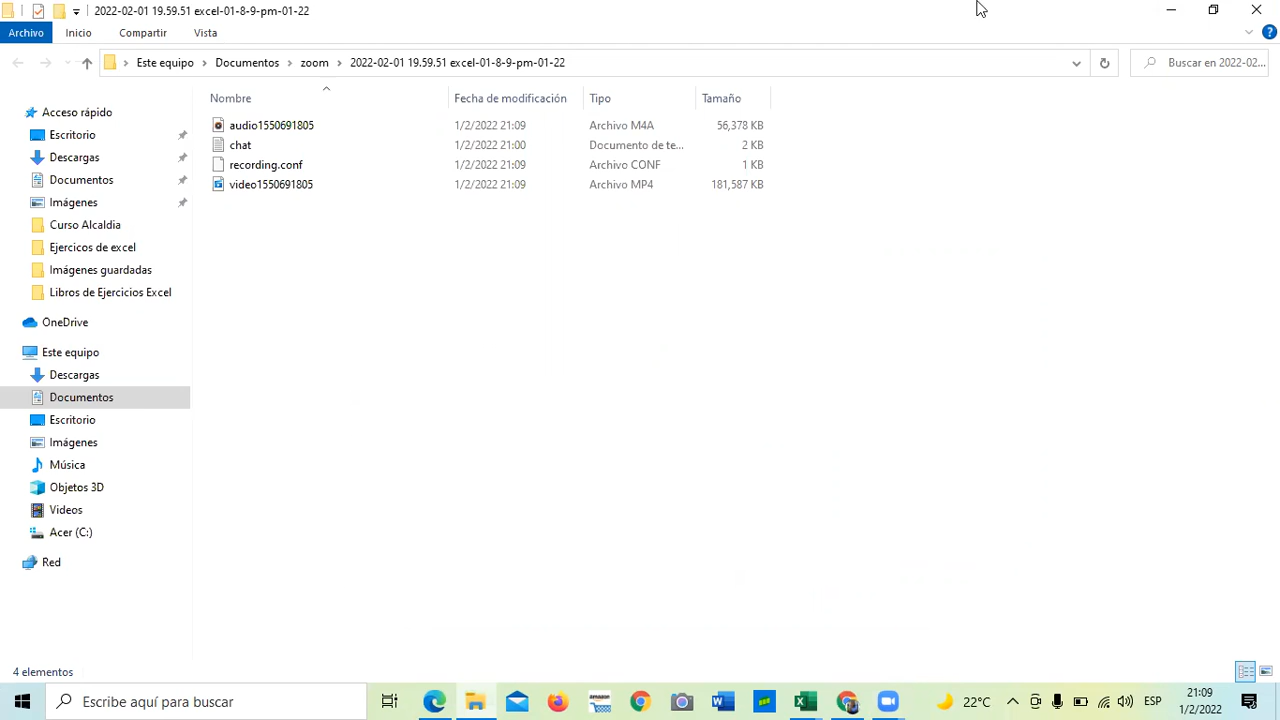 2022-02-01 19.59.51 excel-01-8-9-pm-01-22
Archivo Inicio Compartir Vista
Este equipo Documentos zoom 2022-02-01 19.59.51 excel-01-8-9-pm-01-22 Buscar en 2022-02...
Nombre Fecha de modificación Tipo Tamaño
audio1550691805 1/2/2022 21:09 Archivo M4A 56,378 KB
chat 1/2/2022 21:00 Documento de te... 2 KB
recording.conf 1/2/2022 21:09 Archivo CONF 1 KB
video1550691805 1/2/2022 21:09 Archivo MP4 181,587 KB
Acceso rápido
Escritorio
Descargas
Documentos
Imágenes
Curso Alcaldia
Ejercicos de excel
Imágenes guardadas
Libros de Ejercicios Excel
OneDrive
Este equipo
Descargas
Documentos
Escritorio
Imágenes
Música
Objetos 3D
Videos
Acer (C:)
Red
4 elementos
Escribe aquí para buscar
22°C ESP 21:09
1/2/2022